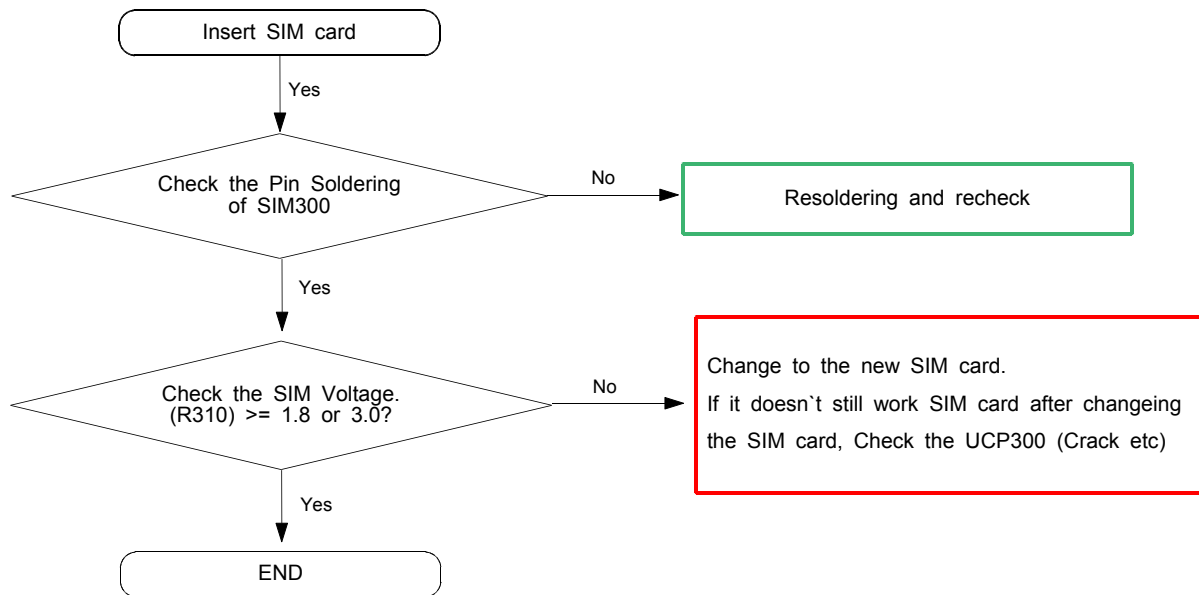 Insert SIM card
Yes
Check the Pin Soldering
of SIM300
No
Resoldering and recheck
Yes
Check the SIM Voltage.
(R310) >= 1.8 or 3.0?
No
Change to the new SIM card.
If it doesn`t still work SIM card after changeing
the SIM card, Check the UCP300 (Crack etc)
Yes
END